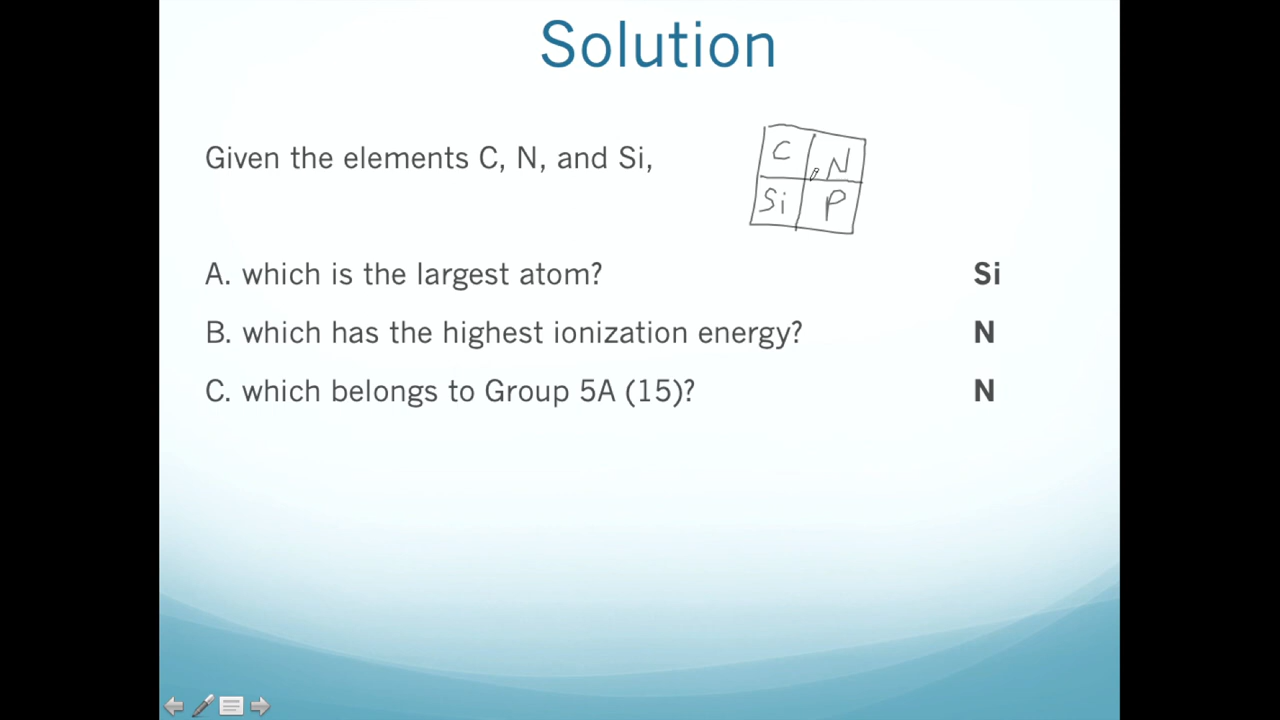 Solution
Given the elements C, N, and Si,
C N
Si P
A. which is the largest atom? Si
B. which has the highest ionization energy? N
C. which belongs to Group 5A (15)? N